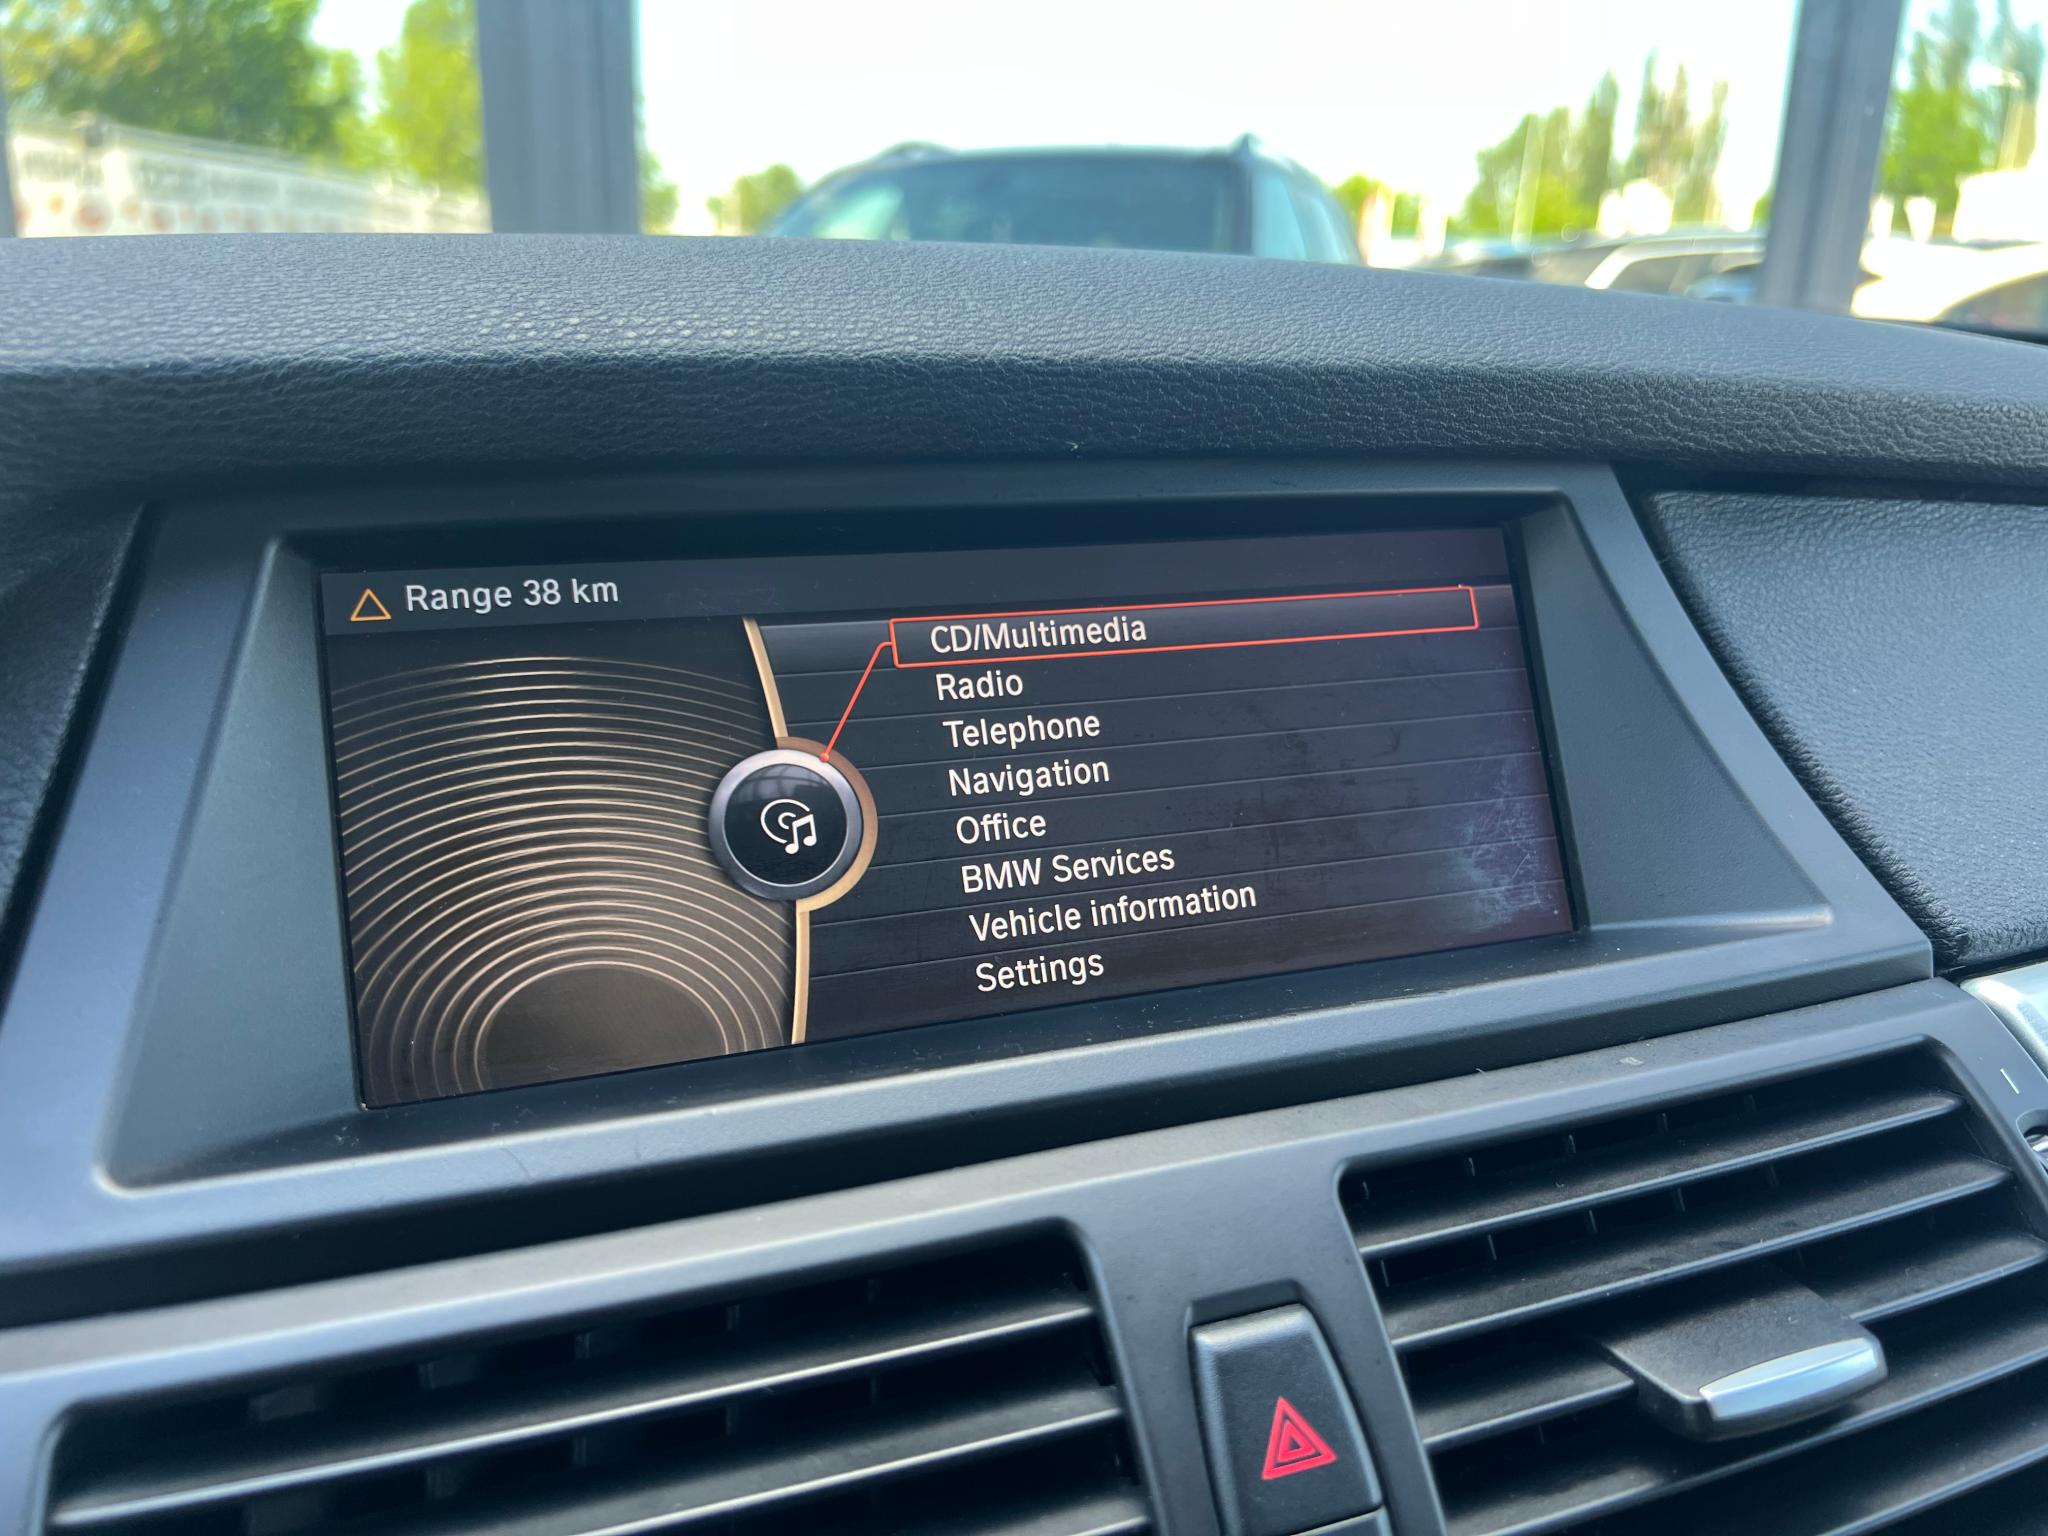 Range 38 km
CD/Multimedia
Radio
Telephone
Navigation
Office
BMW Services
Vehicle information
Settings